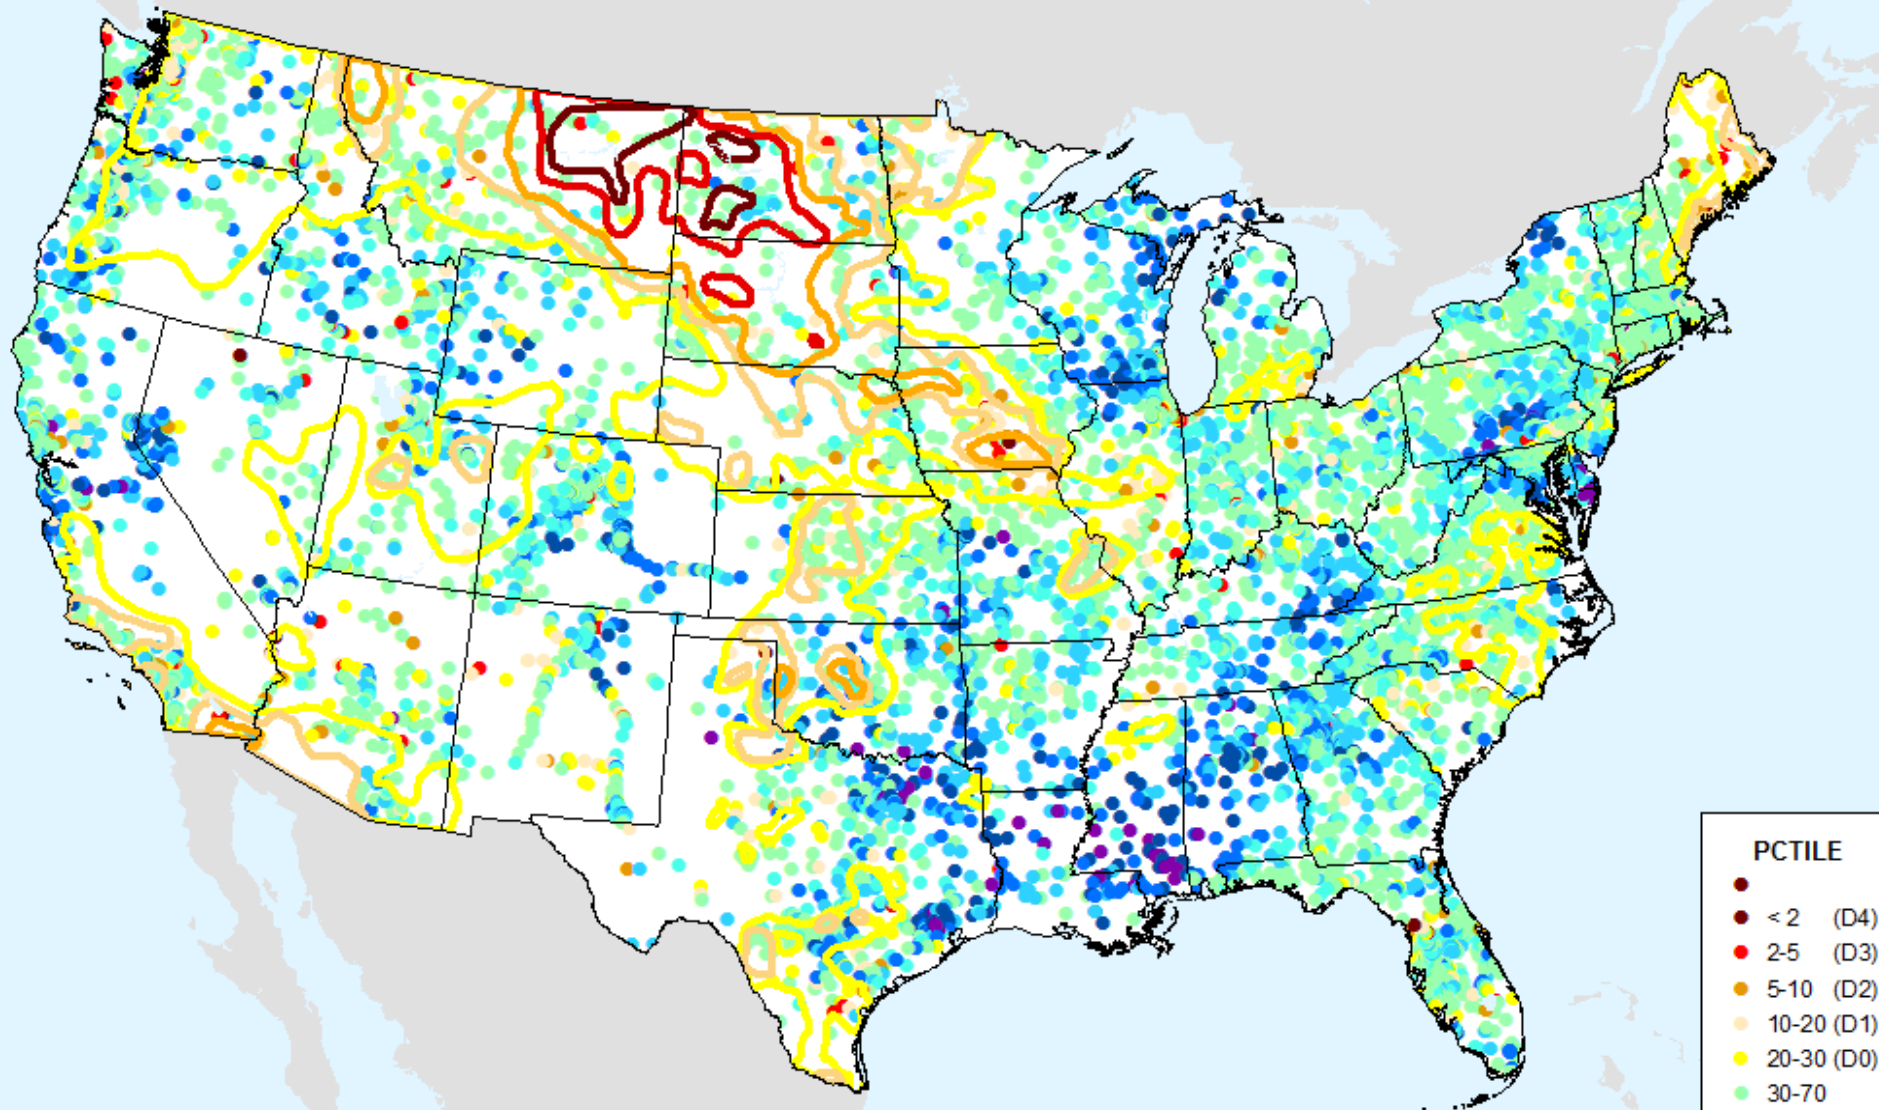 PCTILE
< 2 (D4)
2-5 (D3)
5-10 (D2)
10-20 (D1)
20-30 (D0)
30-70